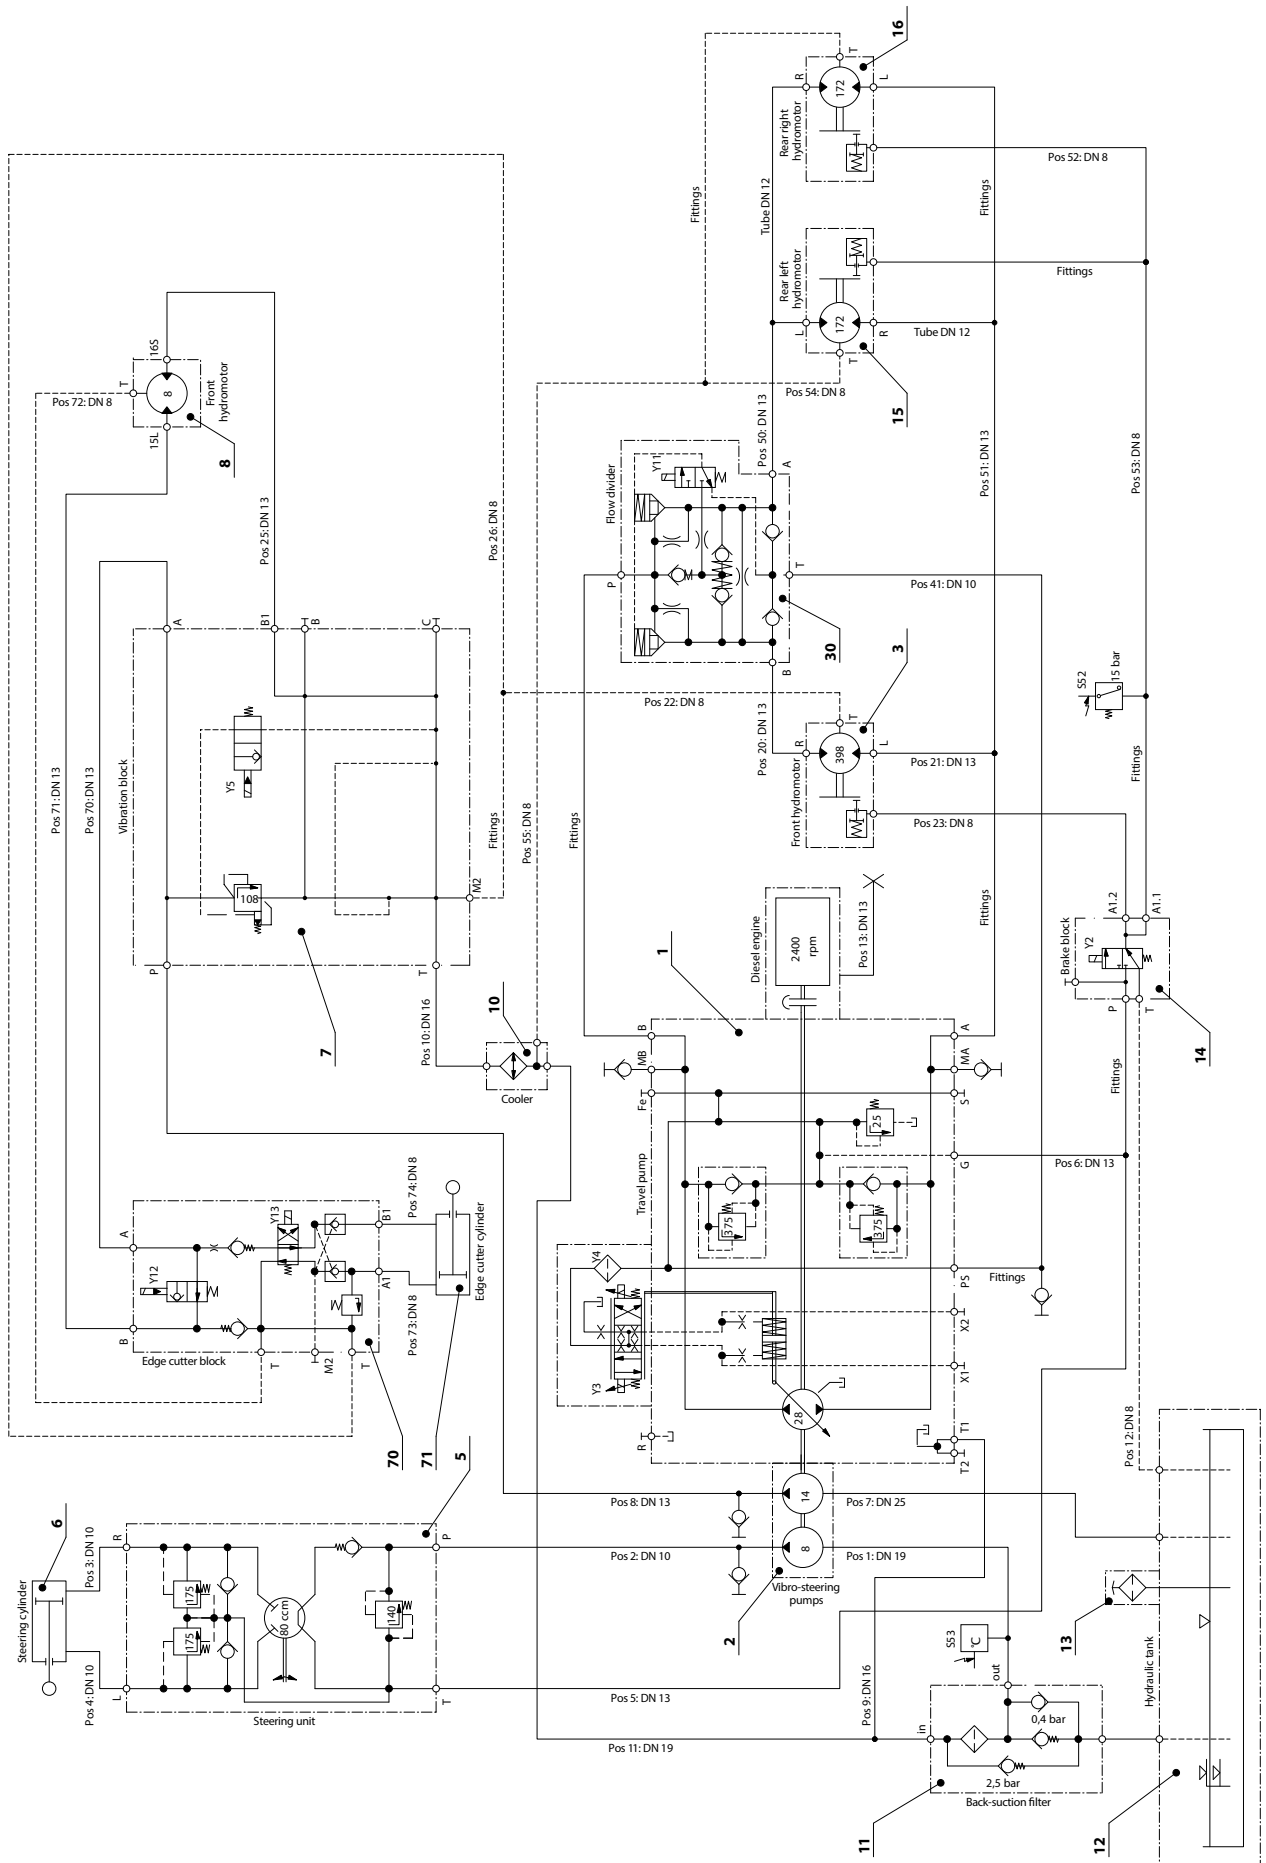 Steering cylinder
6
Pos 3: DN 10
Pos 4: DN 10
R
L
175
175
80 ccm
140
P
T
Steering unit
5
Pos 72: DN 8
T
16S
15L
8
Front
hydromotor
8
Pos 71: DN 13
Pos 70: DN 13
Pos 25: DN 13
Pos 26: DN 8
Vibration block
A
B1
B
C
Y5
108
M2
P
T
7
Fittings
Pos 55: DN 8
Pos 10: DN 16
10
Cooler
A
B
Y12
Y13
Edge cutter block
T
M2
T
A1
B1
Pos 74: DN 8
Pos 73: DN 8
Edge cutter cylinder
70
71
16
T
R
L
172
Rear right
hydromotor
Tube DN 12
Fittings
Fittings
Pos 52: DN 8
Rear left
hydromotor
172
L
R
T
Tube DN 12
Fittings
15
Pos 54: DN 8
Pos 50: DN 13
Pos 51: DN 13
Pos 53: DN 8
Flow divider
Y11
P
A
B
T
30
Pos 41: DN 10
Pos 22: DN 8
Pos 20: DN 13
3
398
R
T
L
Front hydromotor
Pos 21: DN 13
Pos 23: DN 8
S52
15 bar
Fittings
Fittings
Fittings
1
Diesel engine
2400
rpm
Pos 13: DN 13
Brake block
Y2
A1.2
A1.1
P
T
14
Fittings
Travel pump
B
MB
Fe
R
A
MA
S
G
PS
X2
X1
T1
T2
2.5
375
375
Y4
Y3
28
Fittings
Pos 6: DN 13
Pos 8: DN 13
Pos 2: DN 10
14
8
Pos 7: DN 25
Pos 1: DN 19
Vibro-steering
pumps
2
Pos 5: DN 13
Pos 11: DN 19
Pos 9: DN 16
S53
°C
out
in
0,4 bar
2,5 bar
Back-suction filter
11
Pos 12: DN 8
13
Hydraulic tank
12